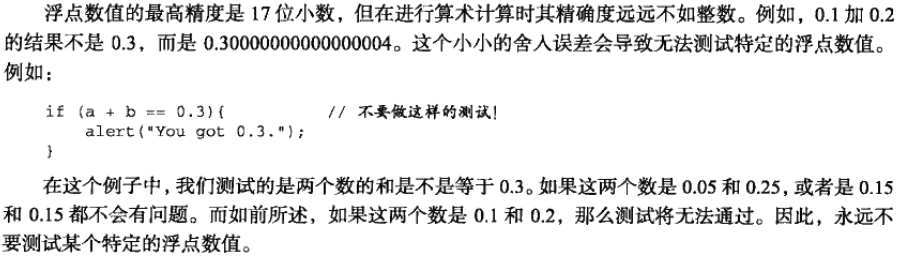 浮点数值的最高精度是 17 位小数，但在进行算术计算时其精确度远远不如整数。例如，0.1 加 0.2
的结果不是 0.3，而是 0.30000000000000004。这个小小的舍入误差会导致无法测试特定的浮点数值。
例如：
if (a + b == 0.3){ // 不要做这样的测试!
alert("You got 0.3.");
}
在这个例子中，我们测试的是两个数的和是不是等于 0.3。如果这两个数是 0.05 和 0.25，或者是 0.15
和 0.15 都不会有问题。而如前所述，如果这两个数是 0.1 和 0.2，那么测试将无法通过。因此，永远不
要测试某个特定的浮点数值。